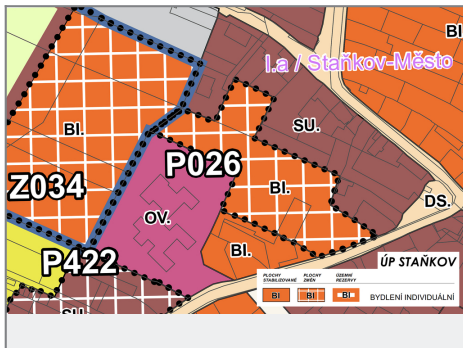 BI
I.a / Staňkov-Město
BI.
SU.
P026
Z034
BI.
DS.
OV.
BI.
P422
SU.
ÚP STAŇKOV
PLOCHY STABILIZOVANÉ
PLOCHY ZMĚN
ÚZEMNÍ REZERVY
BI
BI
BI
BYDLENÍ INDIVIDUÁLNÍ